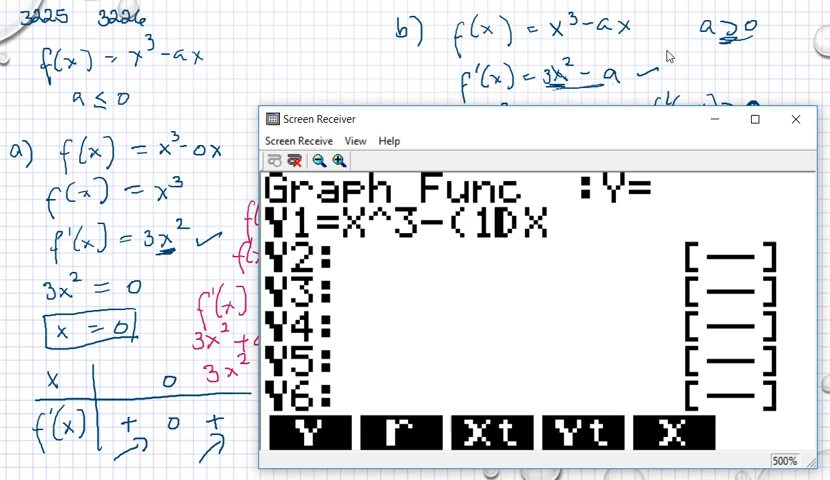 3225 3226
f(x) = x³-ax
a ≤ 0
a) f(x) = x³-0x
f(x) = x³
f'(x) = 3x² ✓
3x² = 0
x = 0
x 0
f'(x) + 0 +
f'(x)
3x² +
3x²
b) f(x) = x³-ax a ≥ 0
f'(x) = 3x² - a ✓
Screen Receiver
Screen Receive View Help
Graph Func :Y=
Y1=X^3-(1)X
Y2: [—]
Y3: [—]
Y4: [—]
Y5: [—]
Y6: [—]
Y r Xt Yt X
500%